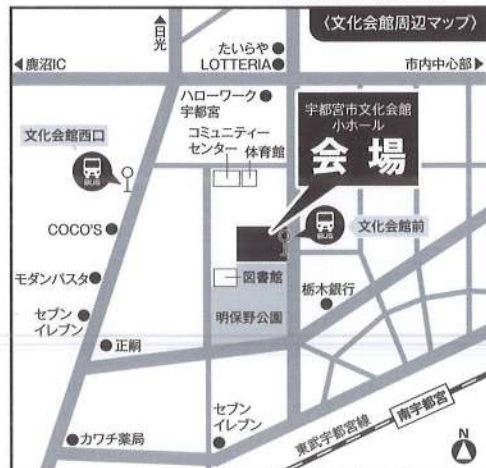 〈文化会館周辺マップ〉
▲日光
たいらや
LOTTERIA
◀鹿沼IC
市内中心部▶
ハローワーク
宇都宮
宇都宮市文化会館
小ホール
会場
コミュニティー
センター
体育館
文化会館西口
BUS
BUS
文化会館前
COCO'S
モダンパスタ
図書館
栃木銀行
セブン
イレブン
明保野公園
正嗣
カワチ薬局
セブン
イレブン
東武宇都宮線
南宇都宮
N